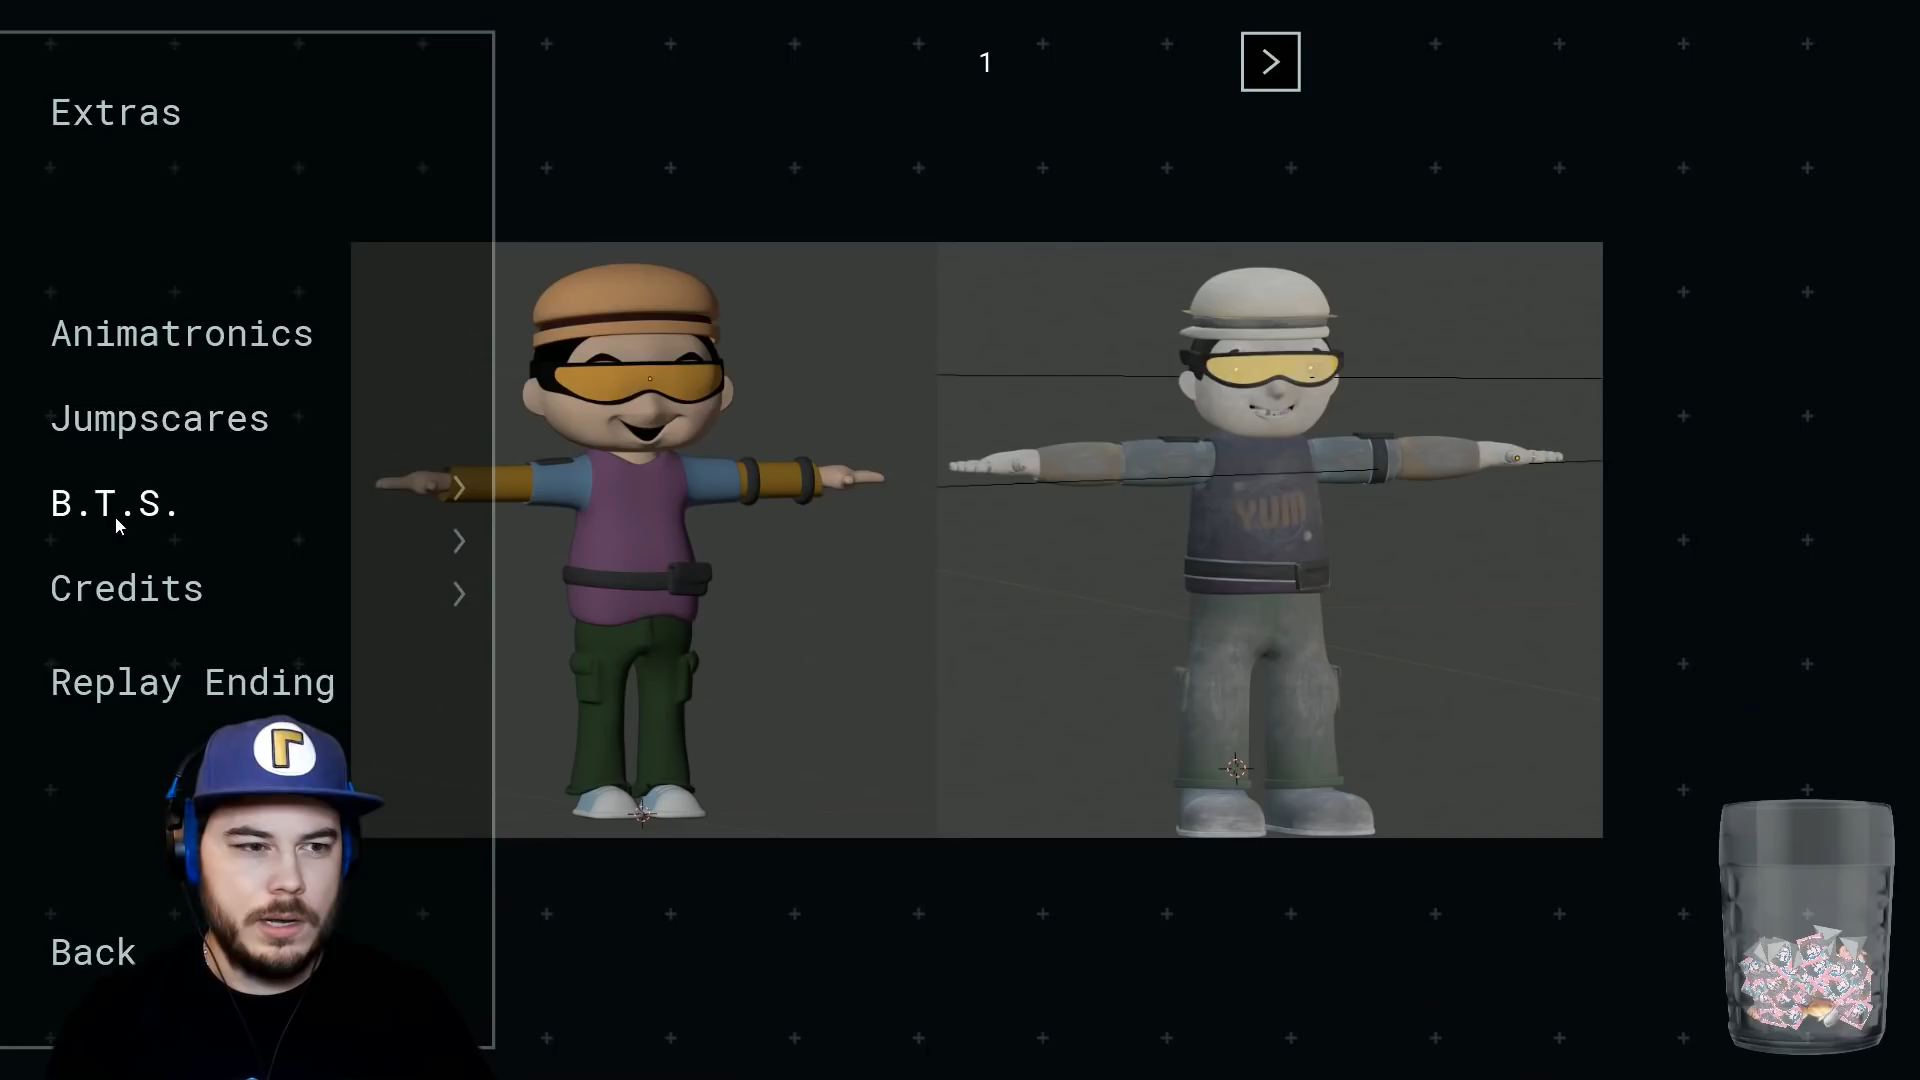 1
Extras
Animatronics
Jumpscares
B.T.S.
Credits
Replay Ending
Back
YUM